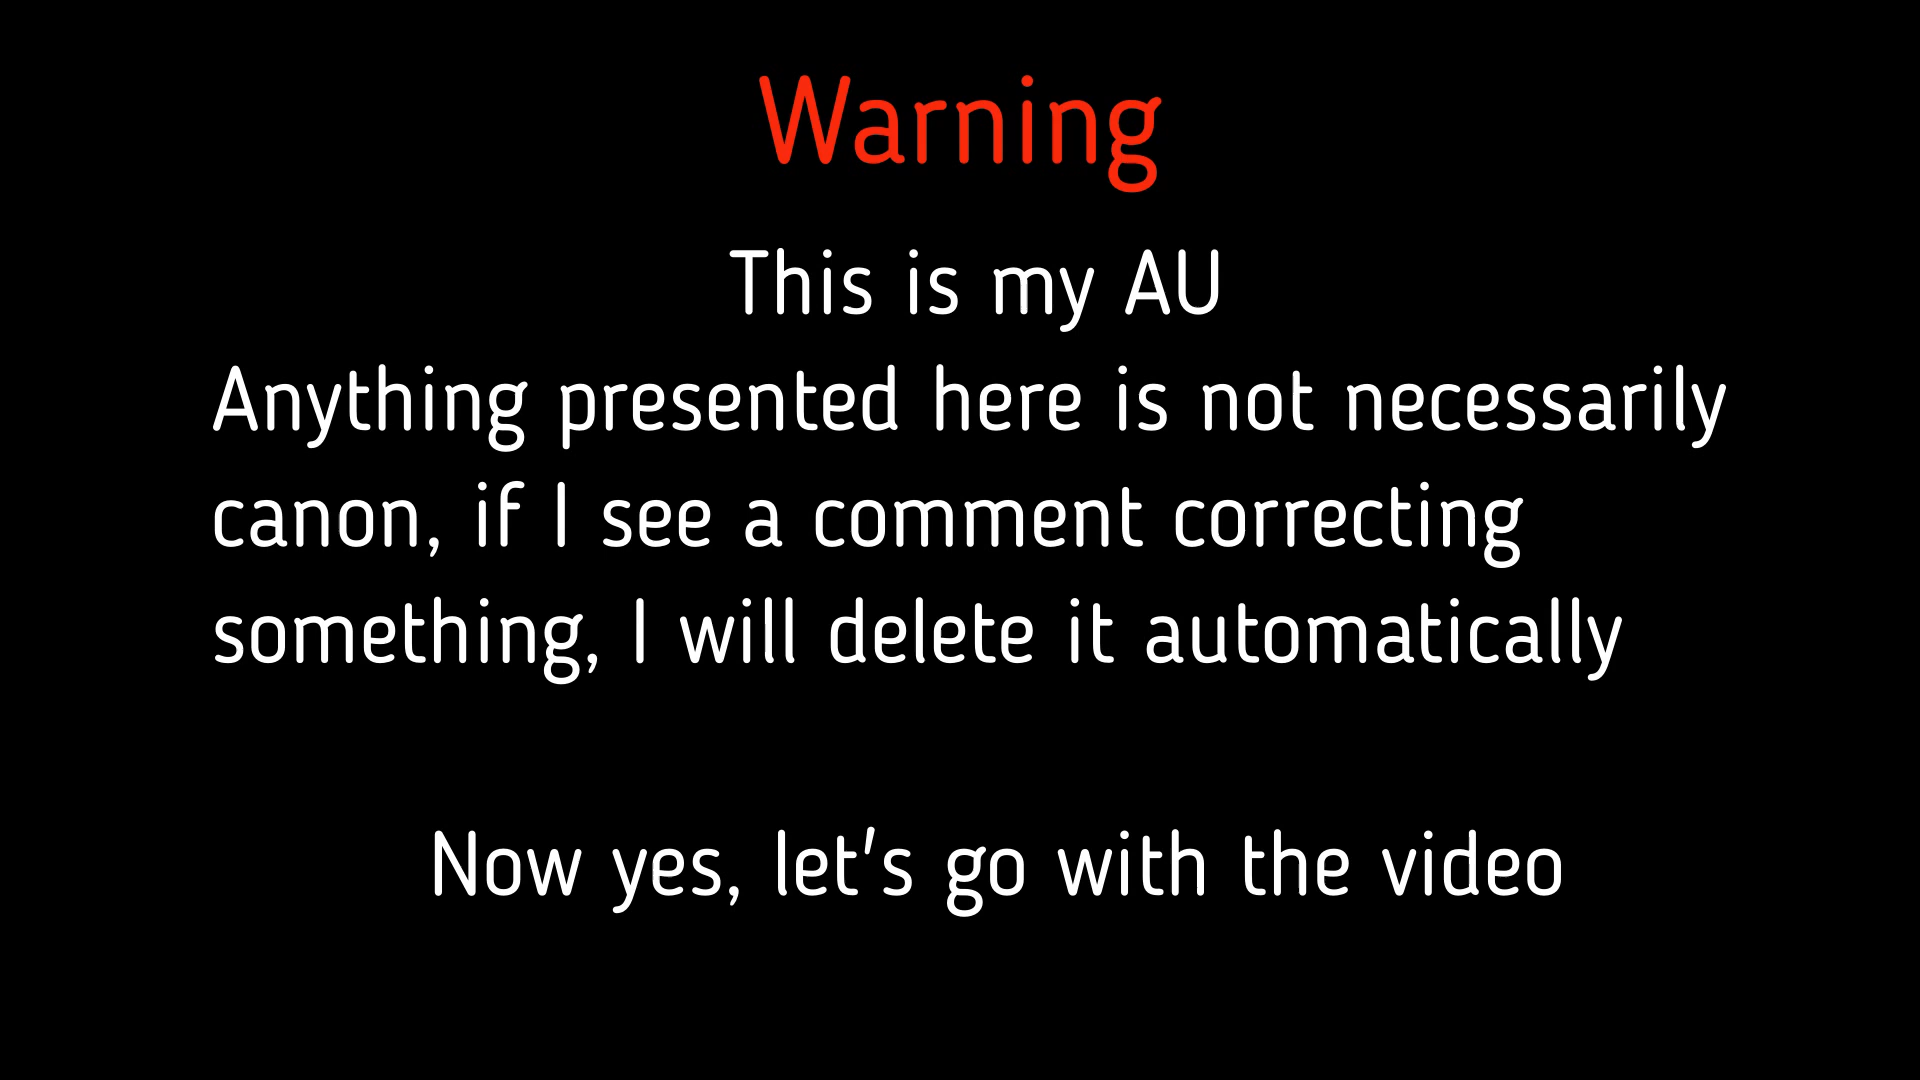 Warning
This is my AU
Anything presented here is not necessarily
canon, if I see a comment correcting
something, I will delete it automatically
Now yes, let's go with the video